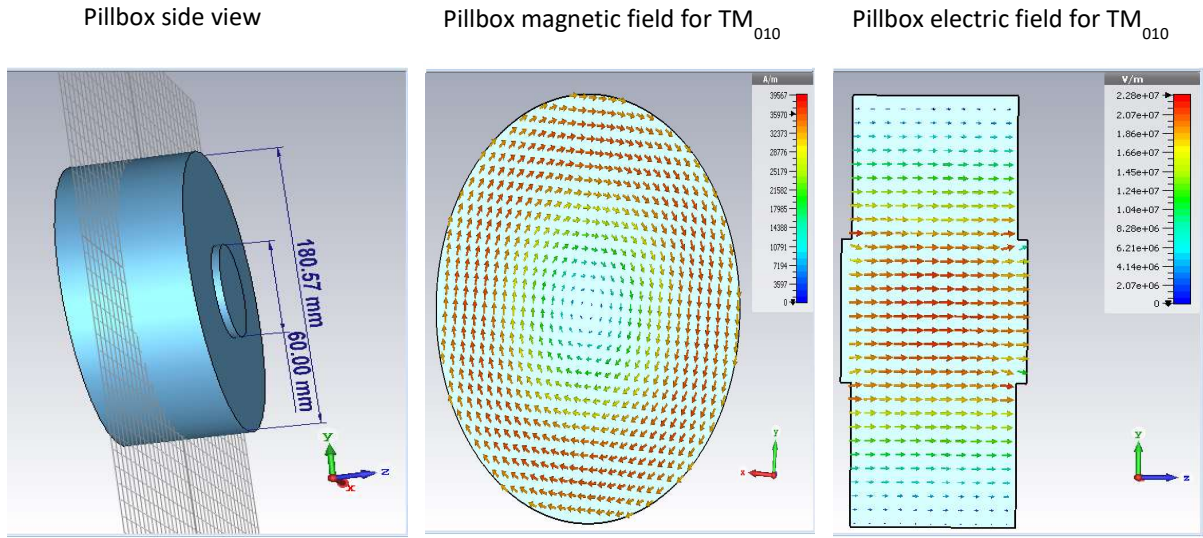 Pillbox side view
Pillbox magnetic field for TM010
Pillbox electric field for TM010
180.57 mm
60.00 mm
y
z
x
A/m
39567
35970
32373
28776
25179
21582
17985
14388
10791
7194
3597
0
y
x
z
V/m
2.28e+07
2.07e+07
1.86e+07
1.66e+07
1.45e+07
1.24e+07
1.04e+07
8.28e+06
6.21e+06
4.14e+06
2.07e+06
0
y
z